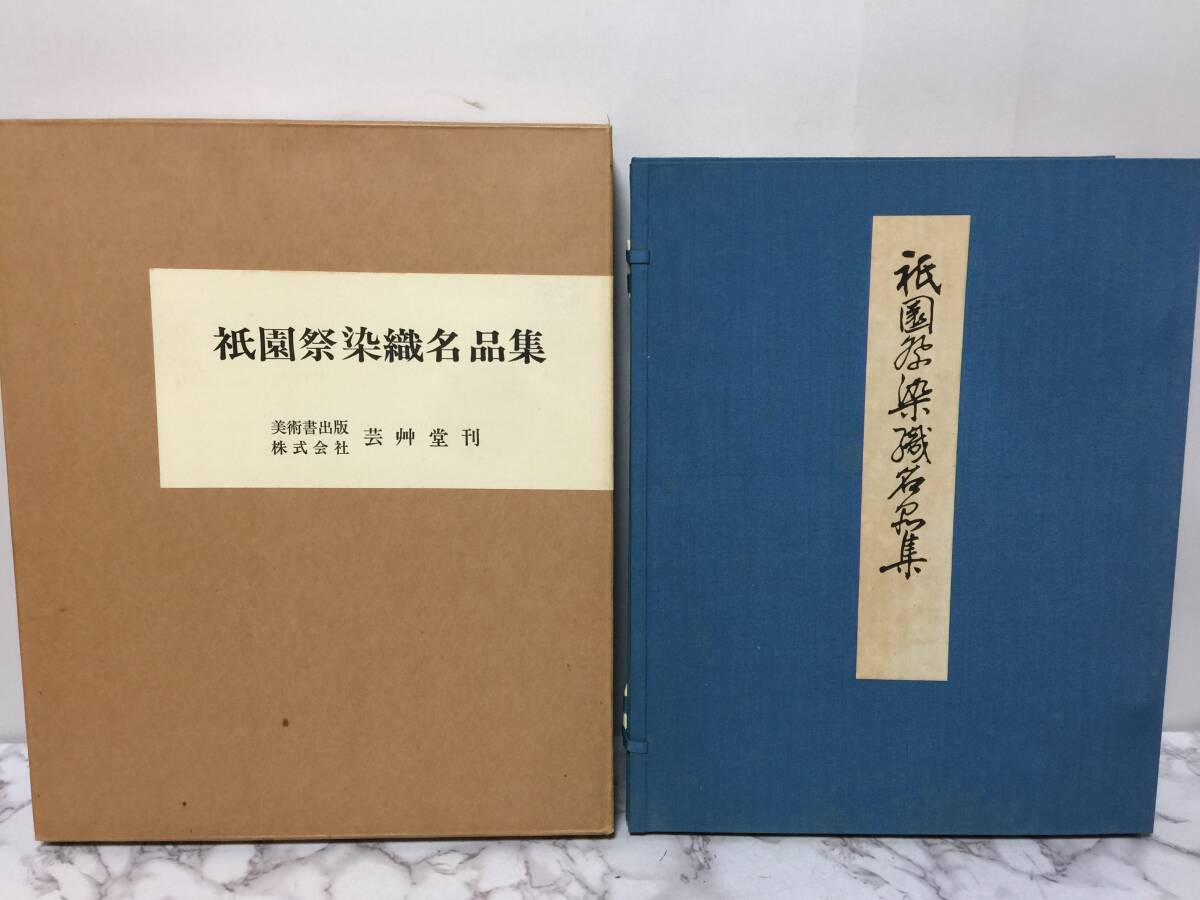 祇園祭染織名品集
美術書出版
株式会社
芸艸堂刊
祇園祭染織名品集